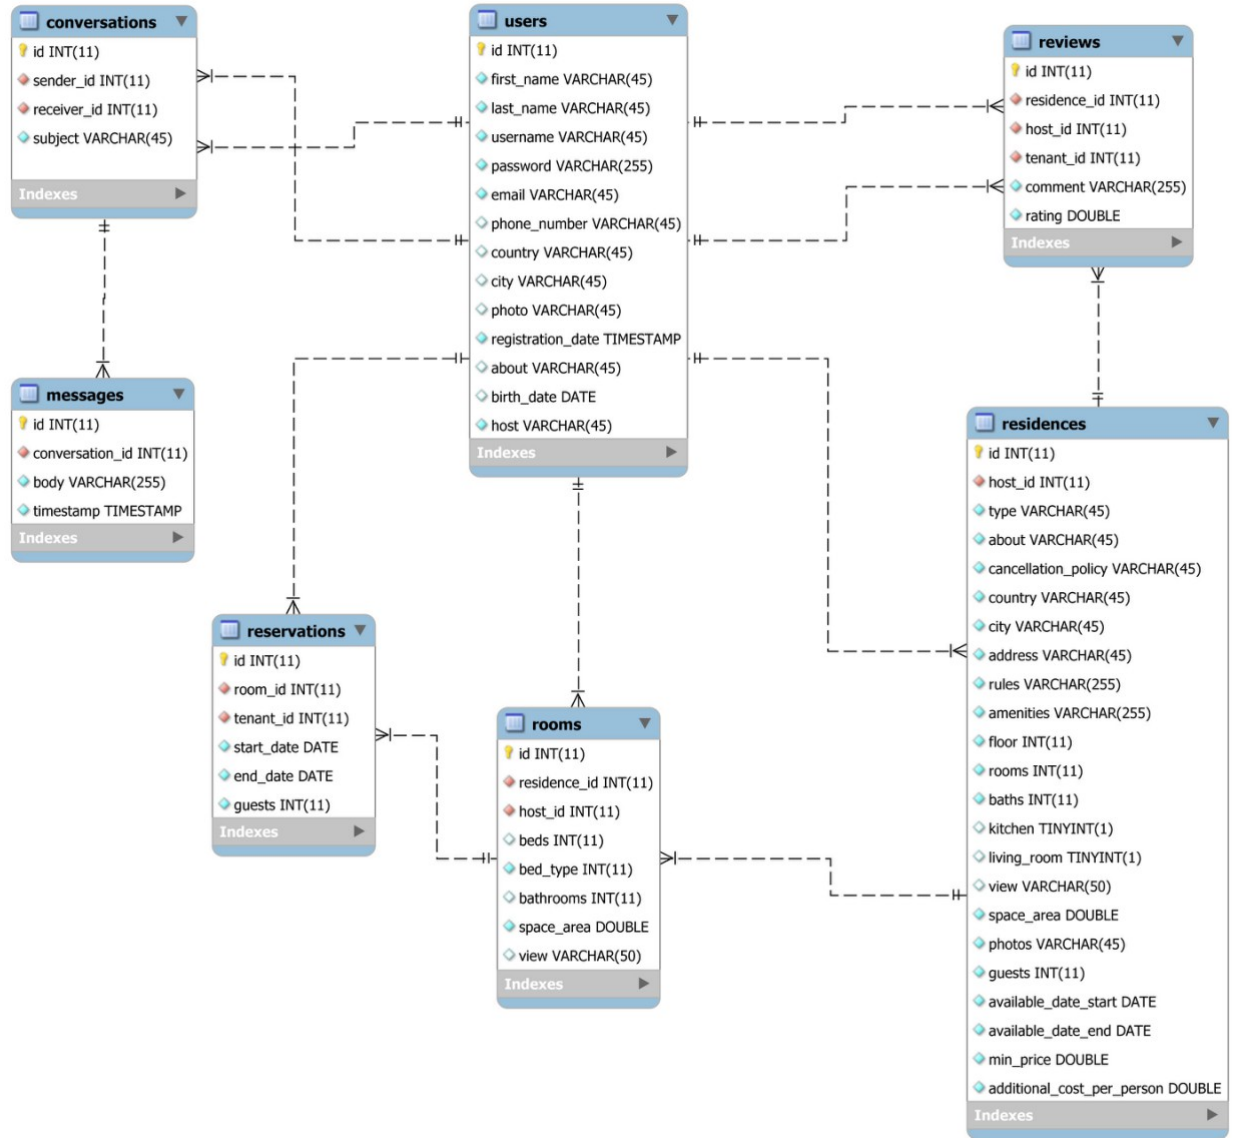 conversations
id INT(11)
sender_id INT(11)
receiver_id INT(11)
subject VARCHAR(45)
Indexes
users
id INT(11)
first_name VARCHAR(45)
last_name VARCHAR(45)
username VARCHAR(45)
password VARCHAR(255)
email VARCHAR(45)
phone_number VARCHAR(45)
country VARCHAR(45)
city VARCHAR(45)
photo VARCHAR(45)
registration_date TIMESTAMP
about VARCHAR(45)
birth_date DATE
host VARCHAR(45)
Indexes
reviews
id INT(11)
residence_id INT(11)
host_id INT(11)
tenant_id INT(11)
comment VARCHAR(255)
rating DOUBLE
Indexes
messages
id INT(11)
conversation_id INT(11)
body VARCHAR(255)
timestamp TIMESTAMP
Indexes
residences
id INT(11)
host_id INT(11)
type VARCHAR(45)
about VARCHAR(45)
cancellation_policy VARCHAR(45)
country VARCHAR(45)
city VARCHAR(45)
address VARCHAR(45)
rules VARCHAR(255)
amenities VARCHAR(255)
floor INT(11)
rooms INT(11)
baths INT(11)
kitchen TINYINT(1)
living_room TINYINT(1)
view VARCHAR(50)
space_area DOUBLE
photos VARCHAR(45)
guests INT(11)
available_date_start DATE
available_date_end DATE
min_price DOUBLE
additional_cost_per_person DOUBLE
Indexes
reservations
id INT(11)
room_id INT(11)
tenant_id INT(11)
start_date DATE
end_date DATE
guests INT(11)
Indexes
rooms
id INT(11)
residence_id INT(11)
host_id INT(11)
beds INT(11)
bed_type INT(11)
bathrooms INT(11)
space_area DOUBLE
view VARCHAR(50)
Indexes